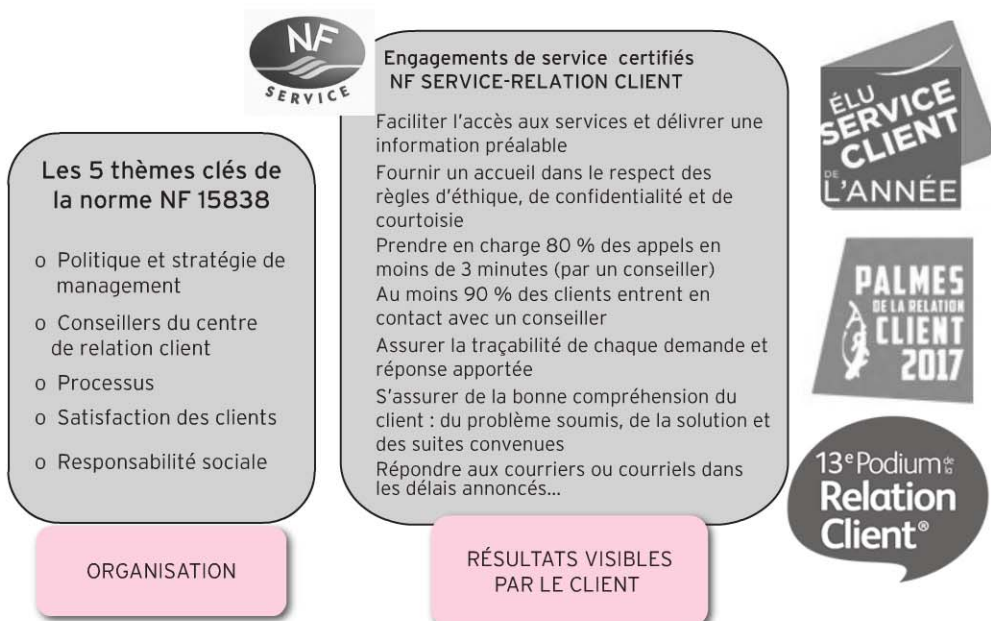 NF
SERVICE
Engagements de service certifiés
NF SERVICE-RELATION CLIENT
Faciliter l'accès aux services et délivrer une
information préalable
Fournir un accueil dans le respect des
règles d'éthique, de confidentialité et de
courtoisie
Prendre en charge 80 % des appels en
moins de 3 minutes (par un conseiller)
Au moins 90 % des clients entrent en
contact avec un conseiller
Assurer la traçabilité de chaque demande et
réponse apportée
S'assurer de la bonne compréhension du
client : du problème soumis, de la solution et
des suites convenues
Répondre aux courriers ou courriels dans
les délais annoncés...
RÉSULTATS VISIBLES
PAR LE CLIENT
Les 5 thèmes clés de
la norme NF 15838
o Politique et stratégie de
management
o Conseillers du centre
de relation client
o Processus
o Satisfaction des clients
o Responsabilité sociale
ORGANISATION
ÉLU
SERVICE
CLIENT
DE
L'ANNÉE
PALMES
DE LA RELATION
CLIENT
2017
13e Podium de la
Relation
Client®